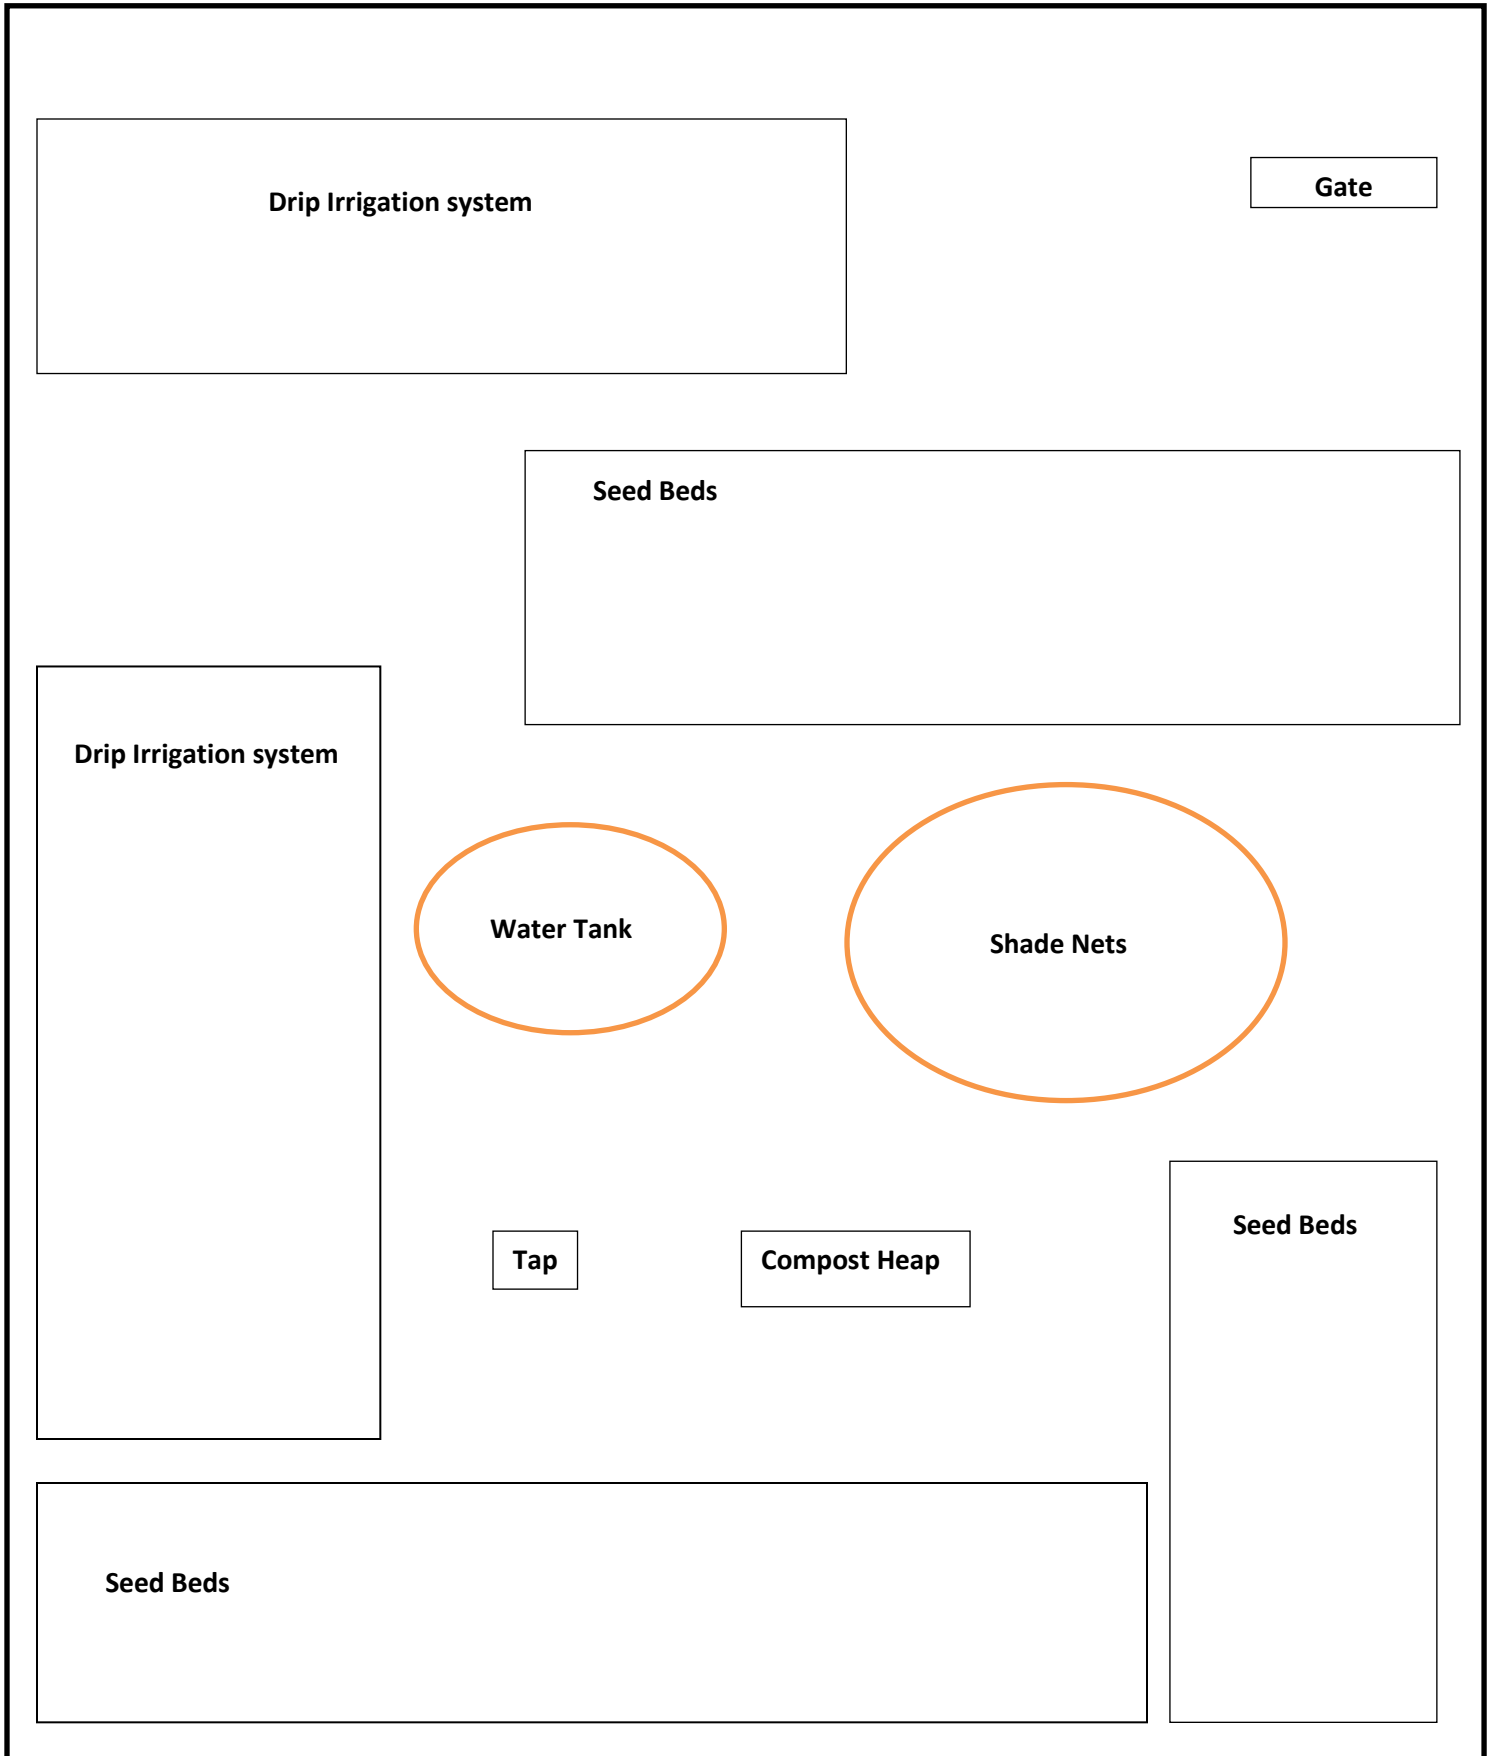 Drip Irrigation system
Gate
Seed Beds
Drip Irrigation system
Water Tank
Shade Nets
Seed Beds
Tap
Compost Heap
Seed Beds